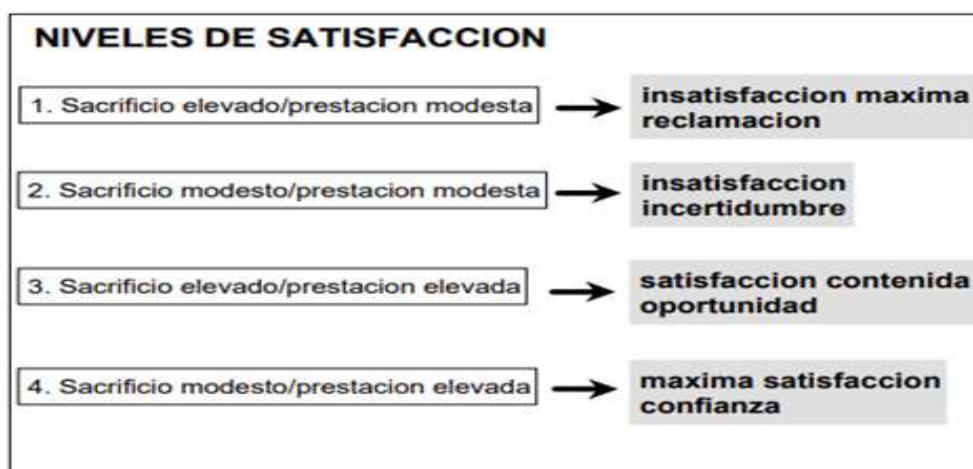 NIVELES DE SATISFACCION
1. Sacrificio elevado/prestacion modesta
insatisfaccion maxima
reclamacion
2. Sacrificio modesto/prestacion modesta
insatisfaccion
incertidumbre
3. Sacrificio elevado/prestacion elevada
satisfaccion contenida
oportunidad
4. Sacrificio modesto/prestacion elevada
maxima satisfaccion
confianza